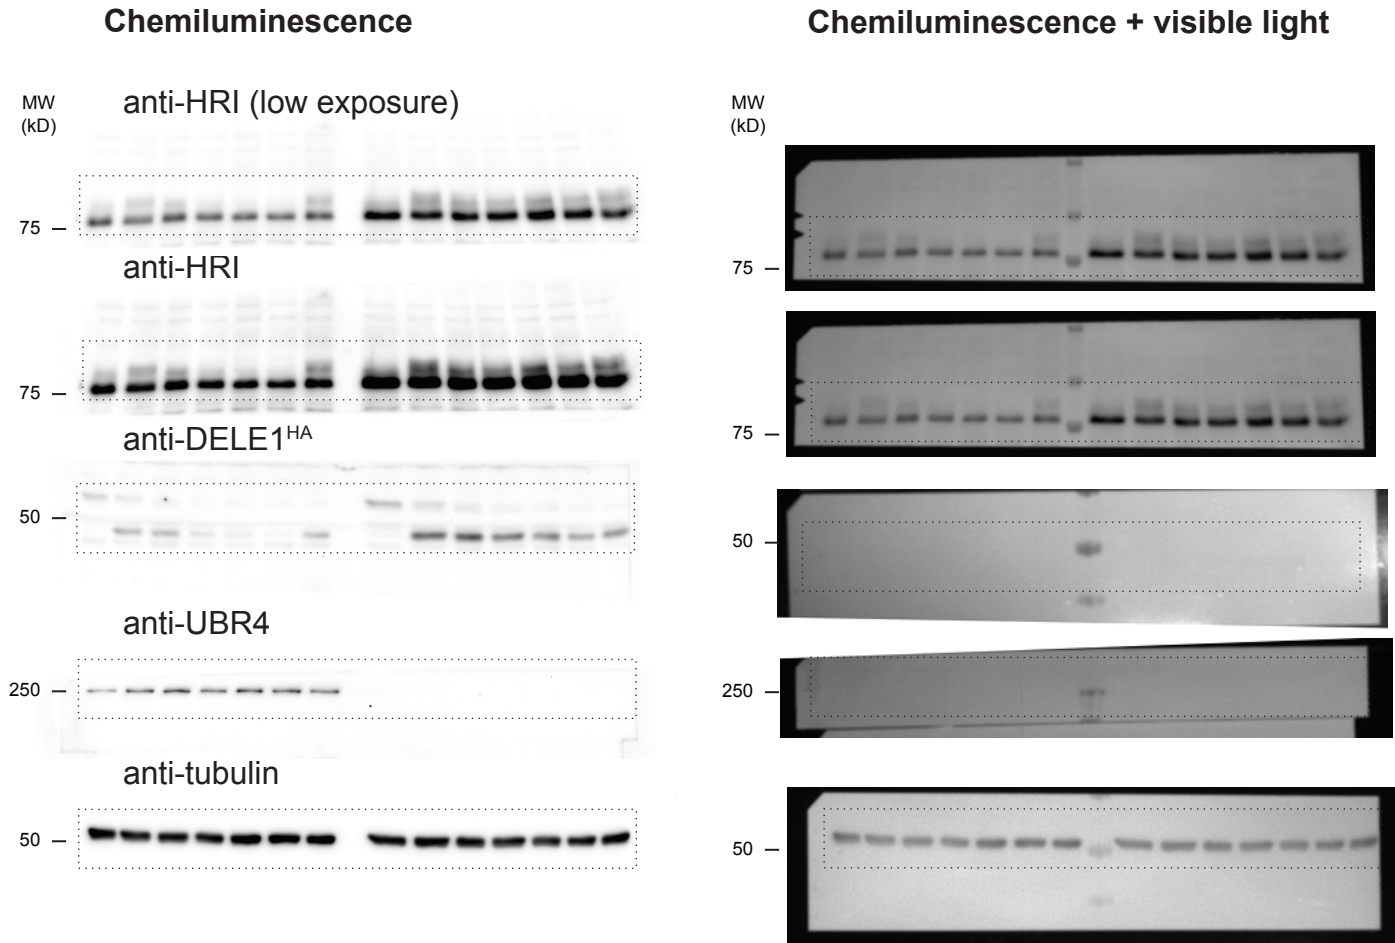 Chemiluminescence
MW
(kD)
anti-HRI (low exposure)
75
anti-HRI
75
anti-DELE1HA
50
anti-UBR4
250
anti-tubulin
50
Chemiluminescence + visible light
MW
(kD)
75
75
50
250
50